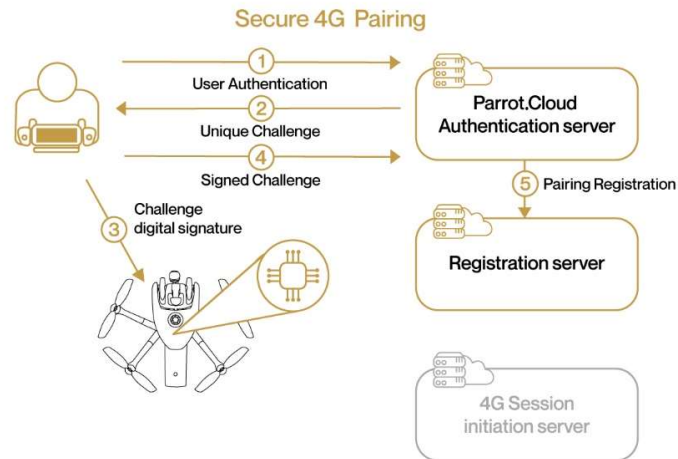 Secure 4G Pairing
1
User Authentication
2
Unique Challenge
4
Signed Challenge
3
Challenge
digital signature
Parrot.Cloud
Authentication server
5
Pairing Registration
Registration server
4G Session
initiation server